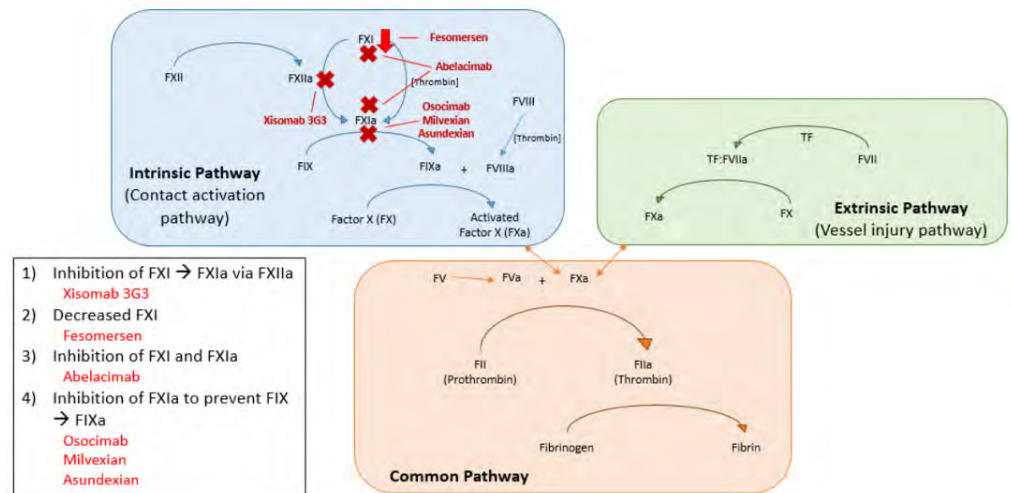 FXI
Fesomersen
FXII
FXIIa
Abelacimab
[Thrombin]
Xisomab 3G3
FXIa
Osocimab
Milvexian
Asundexian
FVIII
[Thrombin]
FIX
FIXa
+
FVIIIa
Intrinsic Pathway
(Contact activation
pathway)
Factor X (FX)
Activated
Factor X (FXa)
TF
TF:FVIIa
FVII
FXa
FX
Extrinsic Pathway
(Vessel injury pathway)
1) Inhibition of FXI → FXIa via FXIIa
Xisomab 3G3
2) Decreased FXI
Fesomersen
3) Inhibition of FXI and FXIa
Abelacimab
4) Inhibition of FXIa to prevent FIX
→ FIXa
Osocimab
Milvexian
Asundexian
FV
FVa
+
FXa
FII
(Prothrombin)
FIIa
(Thrombin)
Fibrinogen
Fibrin
Common Pathway